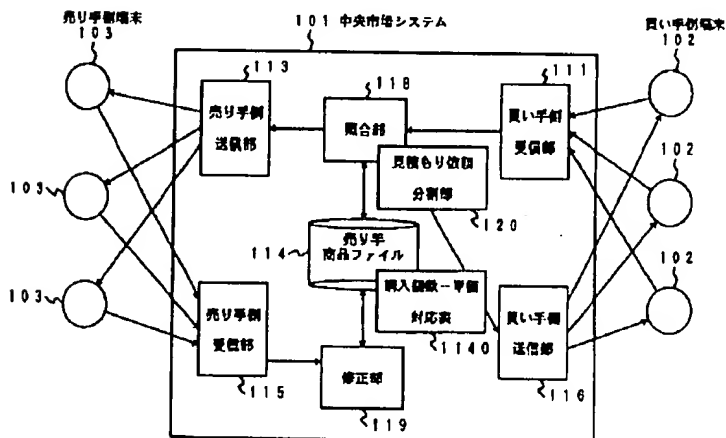 売り手側端末
103
101 中央市場システム
買い手側端末
102
113
売り手側
送信部
118
照合部
111
買い手側
受信部
見積もり依頼
分割部
120
103
102
114
売り手
商品ファイル
103
102
購入個数－単価
対応表
1140
売り手側
受信部
115
修正部
119
買い手側
送信部
116